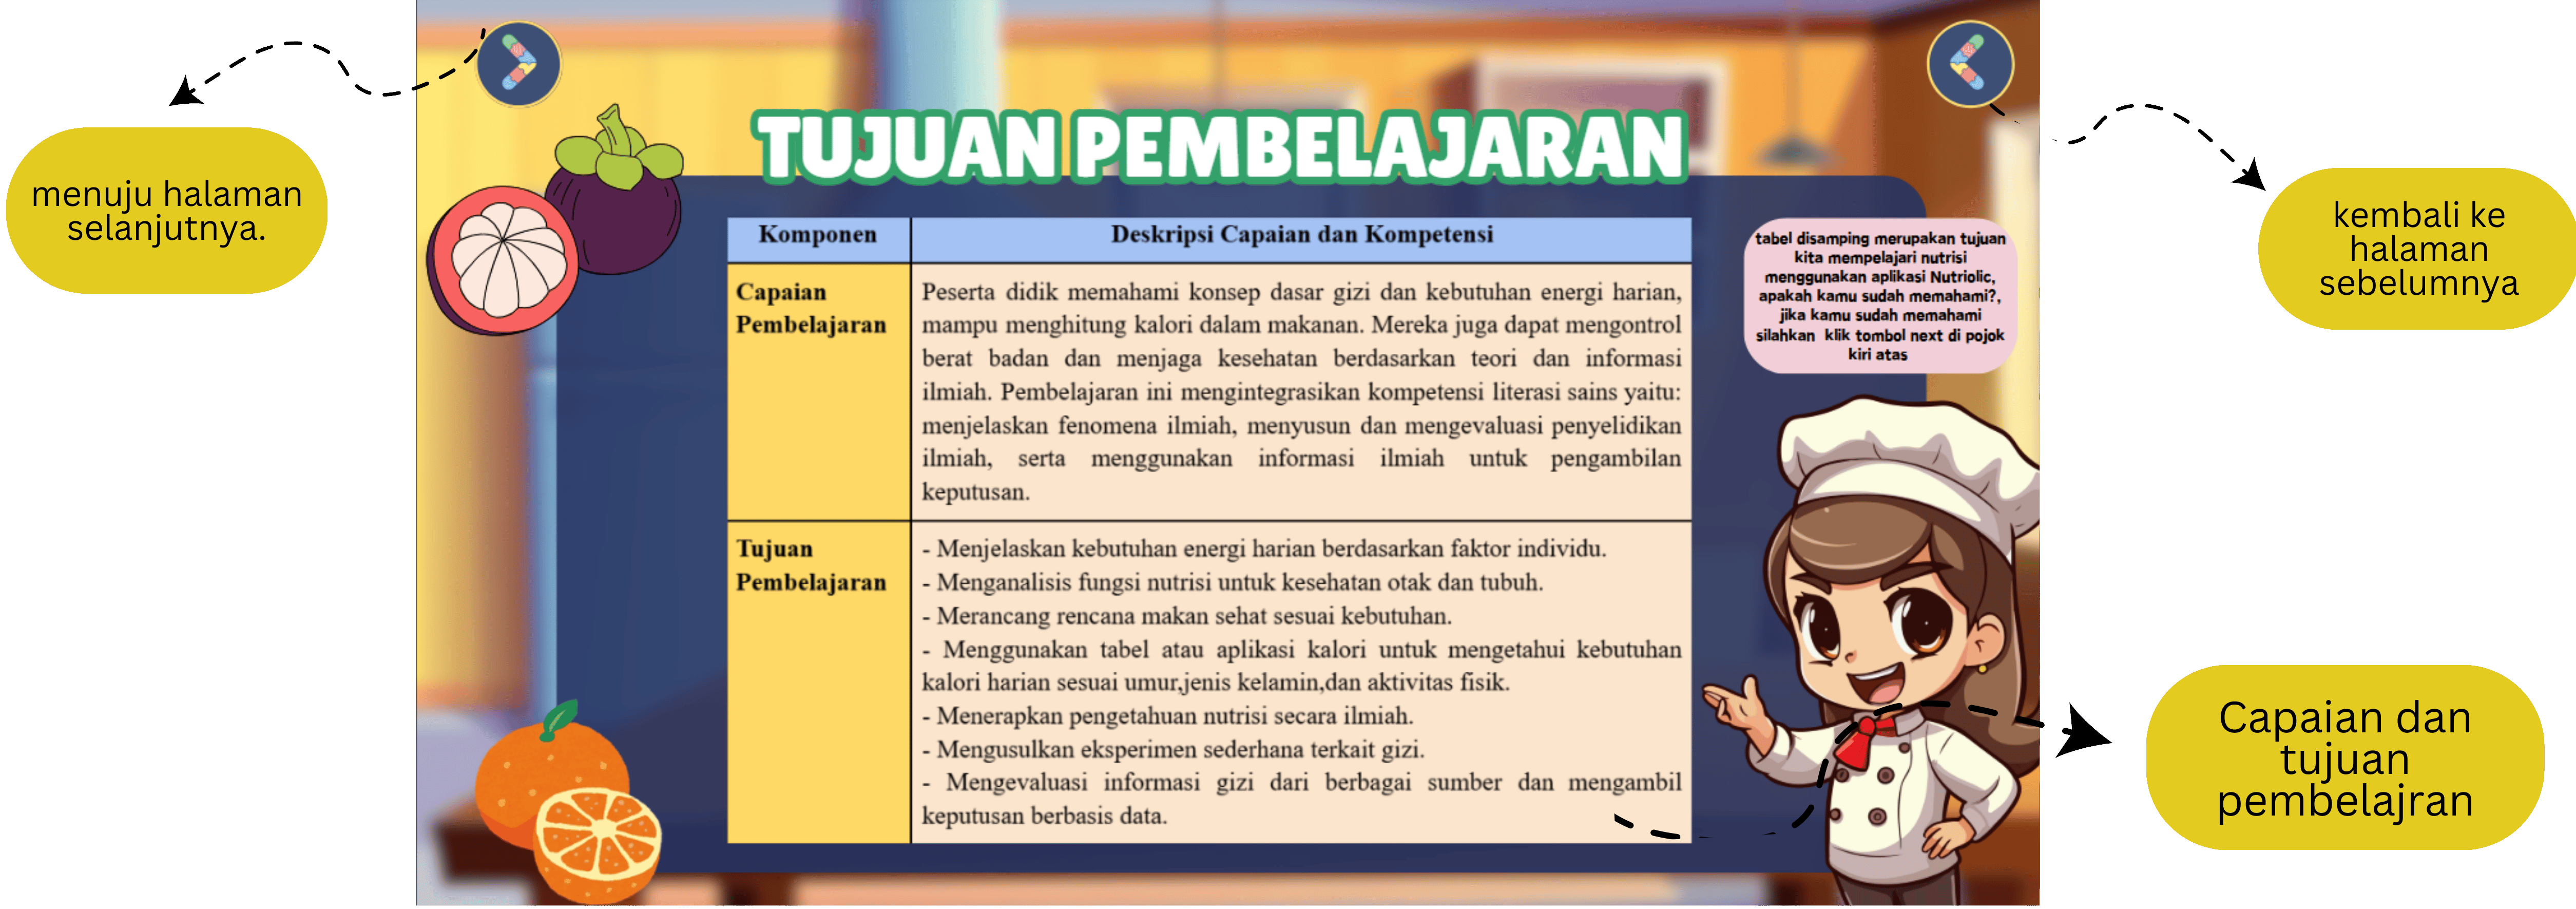 menuju halaman
selanjutnya.
TUJUAN PEMBELAJARAN
Komponen
Deskripsi Capaian dan Kompetensi
Capaian
Pembelajaran
Peserta didik memahami konsep dasar gizi dan kebutuhan energi harian,
mampu menghitung kalori dalam makanan. Mereka juga dapat mengontrol
berat badan dan menjaga kesehatan berdasarkan teori dan informasi
ilmiah. Pembelajaran ini mengintegrasikan kompetensi literasi sains yaitu:
menjelaskan fenomena ilmiah, menyusun dan mengevaluasi penyelidikan
ilmiah, serta menggunakan informasi ilmiah untuk pengambilan
keputusan.
Tujuan
Pembelajaran
- Menjelaskan kebutuhan energi harian berdasarkan faktor individu.
- Menganalisis fungsi nutrisi untuk kesehatan otak dan tubuh.
- Merancang rencana makan sehat sesuai kebutuhan.
- Menggunakan tabel atau aplikasi kalori untuk mengetahui kebutuhan
kalori harian sesuai umur,jenis kelamin,dan aktivitas fisik.
- Menerapkan pengetahuan nutrisi secara ilmiah.
- Mengusulkan eksperimen sederhana terkait gizi.
- Mengevaluasi informasi gizi dari berbagai sumber dan mengambil
keputusan berbasis data.
tabel disamping merupakan tujuan
kita mempelajari nutrisi
menggunakan aplikasi Nutriolic,
apakah kamu sudah memahami?,
jika kamu sudah memahami
silahkan klik tombol next di pojok
kiri atas
kembali ke
halaman
sebelumnya
Capaian dan
tujuan
pembelajran